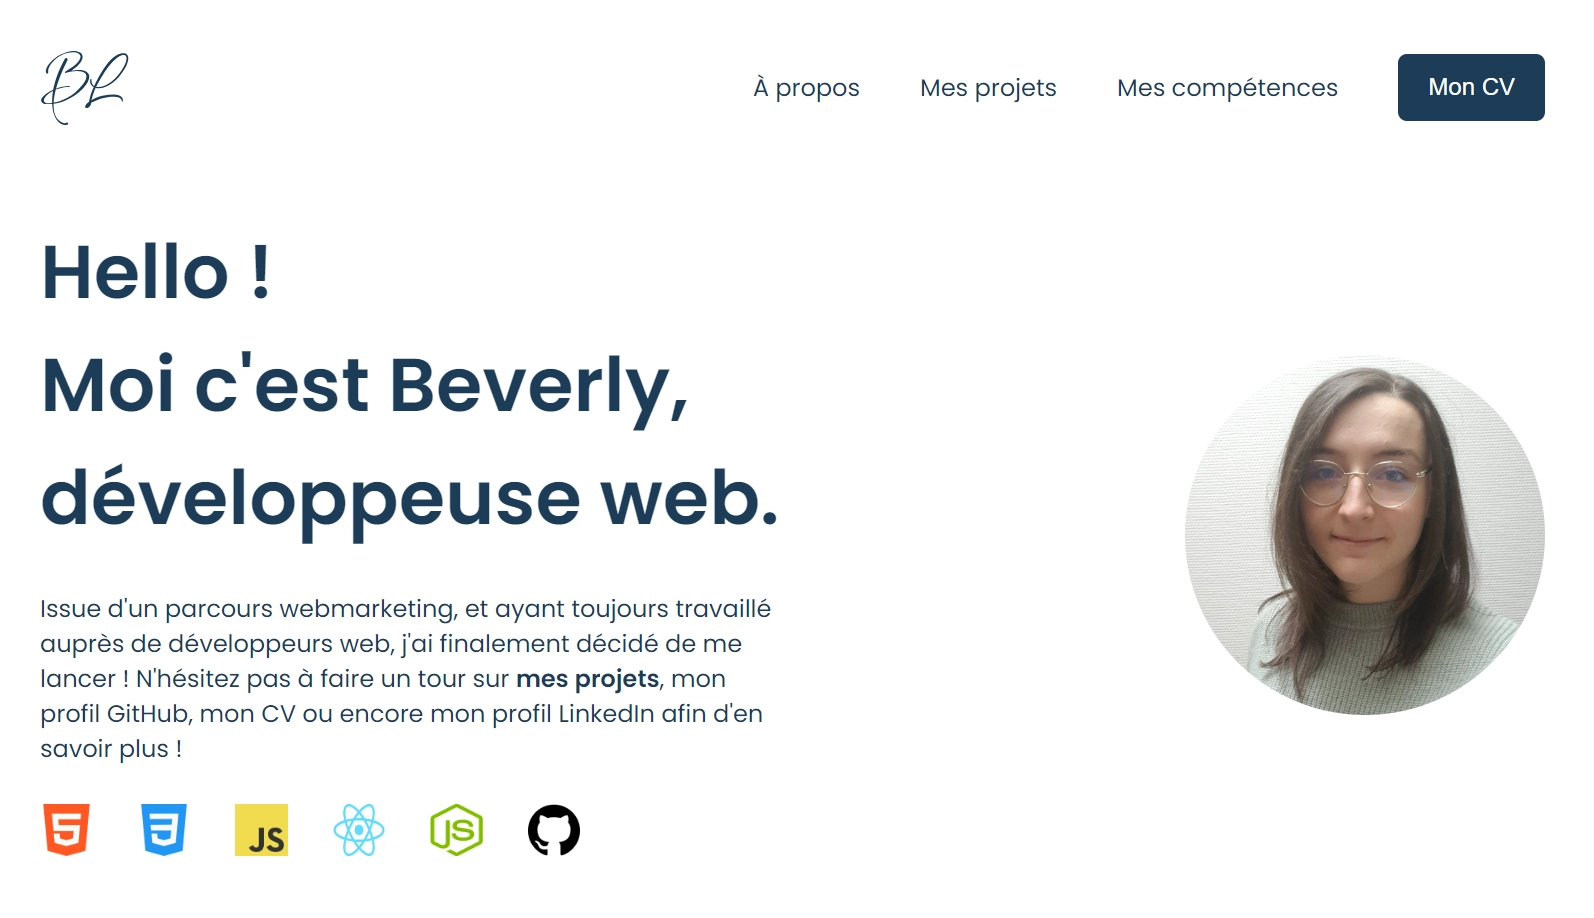 BL
À propos
Mes projets
Mes compétences
Mon CV
Hello !
Moi c'est Beverly,
développeuse web.
Issue d'un parcours webmarketing, et ayant toujours travaillé
auprès de développeurs web, j'ai finalement décidé de me
lancer ! N'hésitez pas à faire un tour sur mes projets, mon
profil GitHub, mon CV ou encore mon profil LinkedIn afin d'en
savoir plus !
5
3
JS
JS